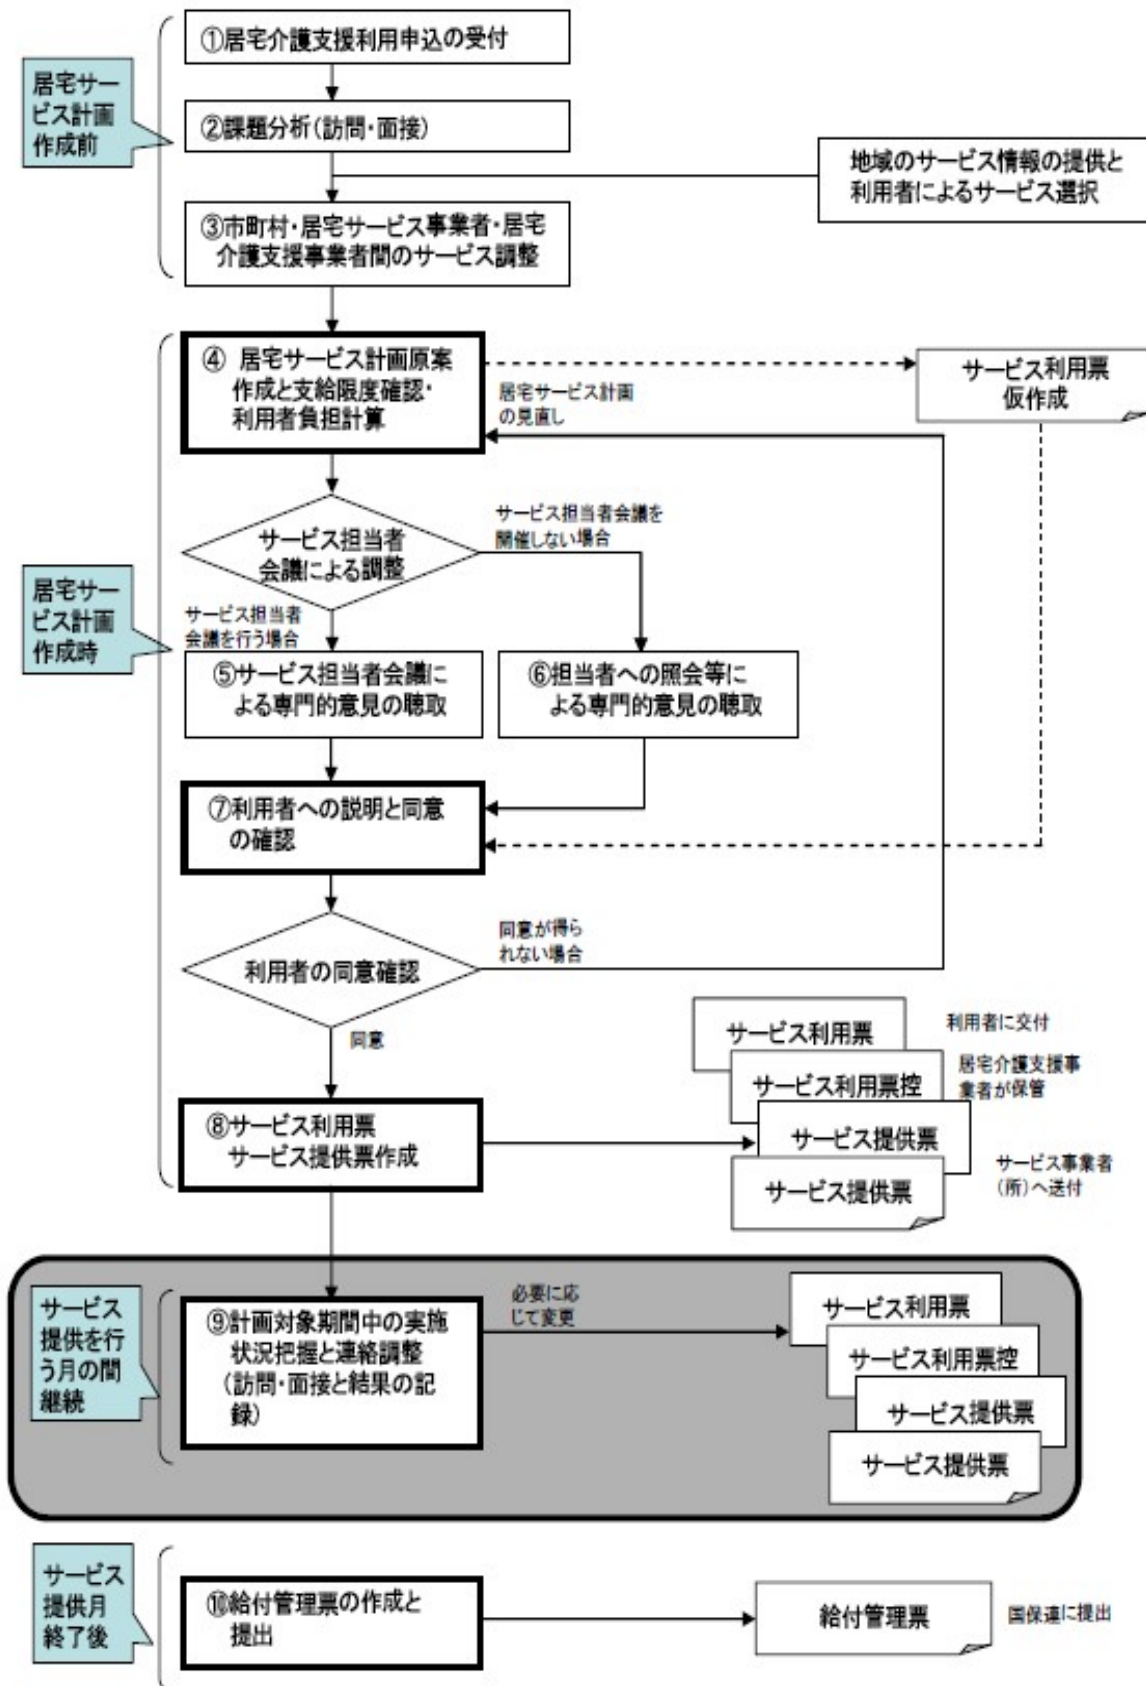 ①居宅介護支援利用申込の受付
居宅サー
ビス計画
作成前
②課題分析(訪問・面接)
地域のサービス情報の提供と
利用者によるサービス選択
③市町村・居宅サービス事業者・居宅
介護支援事業者間のサービス調整
④ 居宅サービス計画原案
作成と支給限度確認・
利用者負担計算
居宅サービス計画
の見直し
サービス利用票
仮作成
サービス担当者
会議による調整
サービス担当者会議を
開催しない場合
居宅サー
ビス計画
作成時
サービス担当者
会議を行う場合
⑤サービス担当者会議に
よる専門的意見の聴取
⑥担当者への照会等に
よる専門的意見の聴取
⑦利用者への説明と同意
の確認
利用者の同意確認
同意が得ら
れない場合
同意
サービス利用票
利用者に交付
サービス利用票控
居宅介護支援事
業者が保管
⑧サービス利用票
サービス提供票作成
サービス提供票
サービス提供票
サービス事業者
(所)へ送付
サービス
提供を行
う月の間
継続
⑨計画対象期間中の実施
状況把握と連絡調整
(訪問・面接と結果の記
録)
必要に応
じて変更
サービス利用票
サービス利用票控
サービス提供票
サービス提供票
サービス
提供月
終了後
⑩給付管理票の作成と
提出
給付管理票
国保連に提出